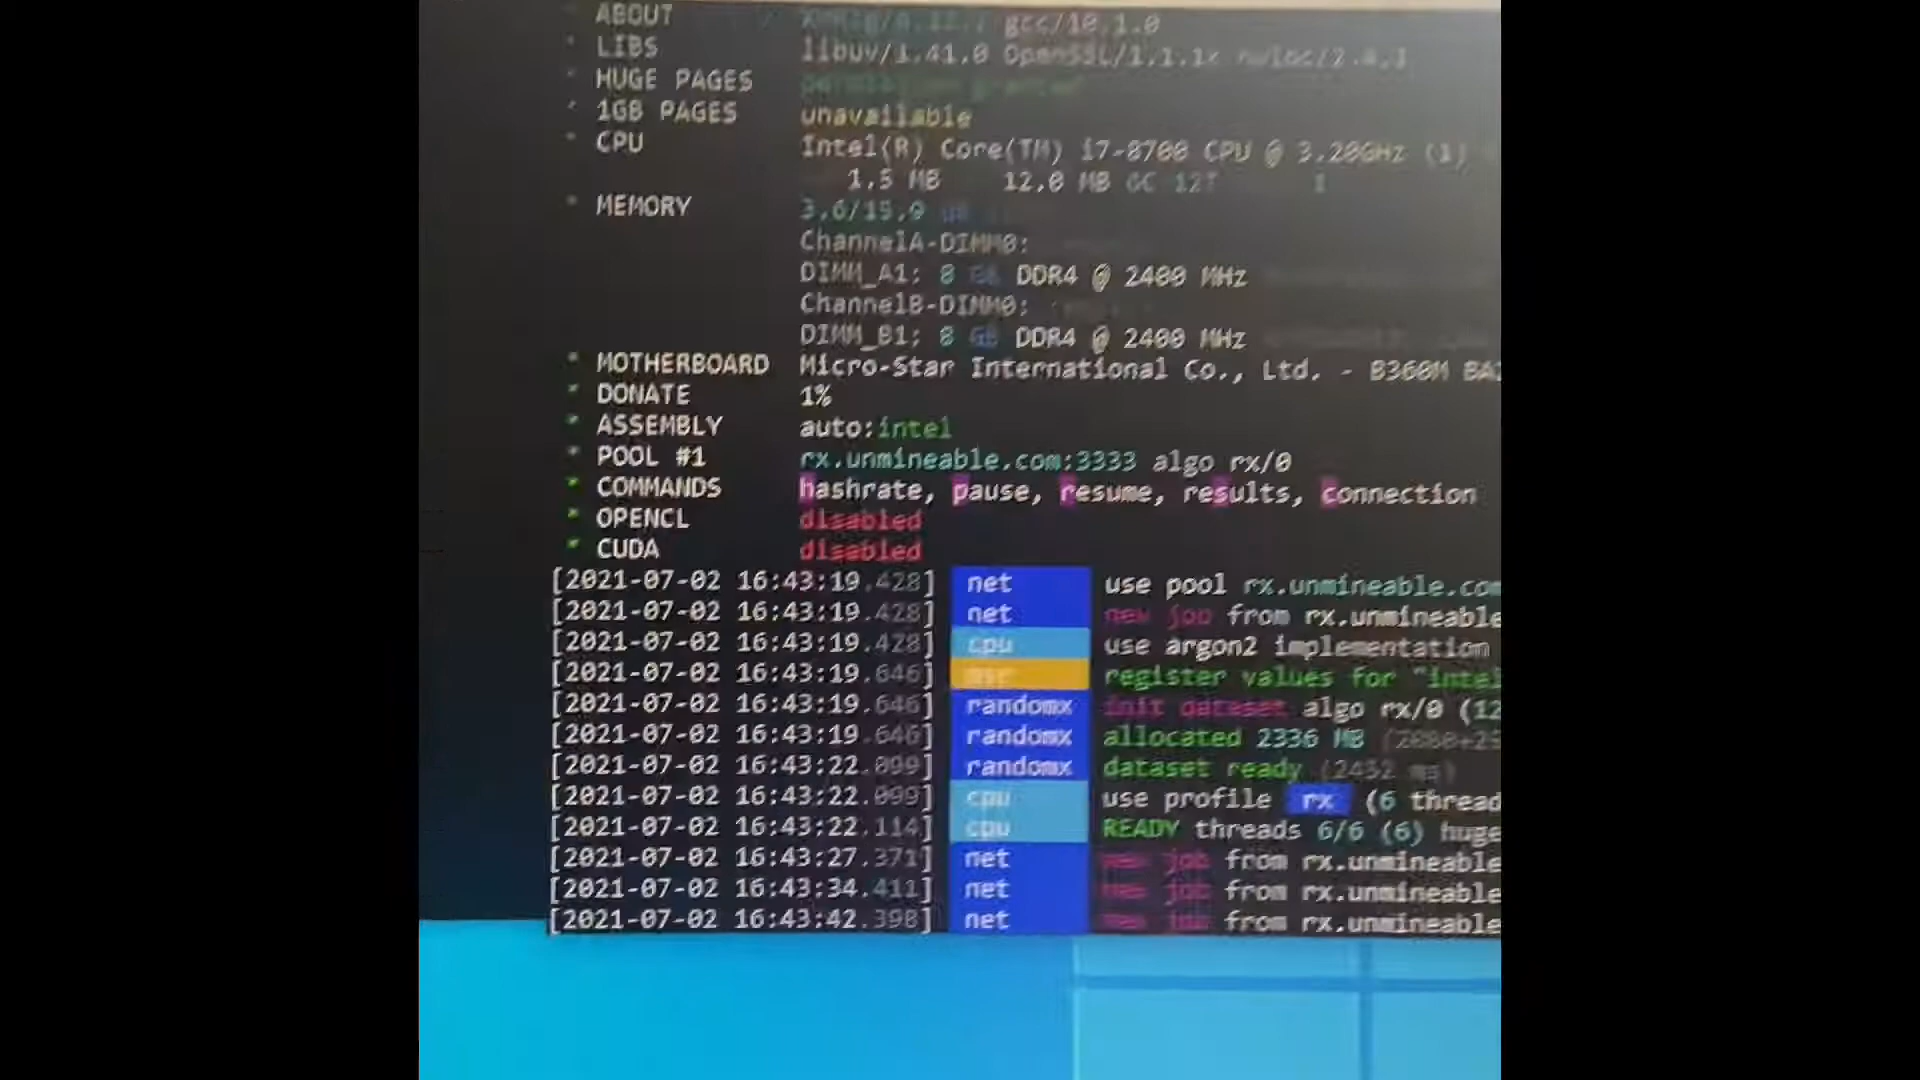 * ABOUT gcc/10.1.0
* LIBS libuv/1.41.0 OpenSSL/1.1.1k hwloc/2.4.1
* HUGE PAGES permission granted
* 1GB PAGES unavailable
* CPU Intel(R) Core(TM) i7-8700 CPU @ 3.20GHz (1)
1.5 MB 12.0 MB 6C 12T 1
* MEMORY 3.6/15.9 GB
ChannelA-DIMM0:
DIMM_A1: 8 GB DDR4 @ 2400 MHz
ChannelB-DIMM0:
DIMM_B1: 8 GB DDR4 @ 2400 MHz
* MOTHERBOARD Micro-Star International Co., Ltd. - B360M BAZ
* DONATE 1%
* ASSEMBLY auto:intel
* POOL #1 rx.unmineable.com:3333 algo rx/0
* COMMANDS hashrate, pause, resume, results, connection
* OPENCL disabled
* CUDA disabled
[2021-07-02 16:43:19.428] net use pool rx.unmineable.com
[2021-07-02 16:43:19.428] net new job from rx.unmineable
[2021-07-02 16:43:19.428] cpu use argon2 implementation
[2021-07-02 16:43:19.646] msr register values for "intel
[2021-07-02 16:43:19.646] randomx init dataset algo rx/0 (12
[2021-07-02 16:43:19.646] randomx allocated 2336 MB (2080+25
[2021-07-02 16:43:22.099] randomx dataset ready (2452 ms)
[2021-07-02 16:43:22.099] cpu use profile rx (6 thread
[2021-07-02 16:43:22.114] cpu READY threads 6/6 (6) huge
[2021-07-02 16:43:27.371] net new job from rx.unmineable
[2021-07-02 16:43:34.411] net new job from rx.unmineable
[2021-07-02 16:43:42.398] net new job from rx.unmineable